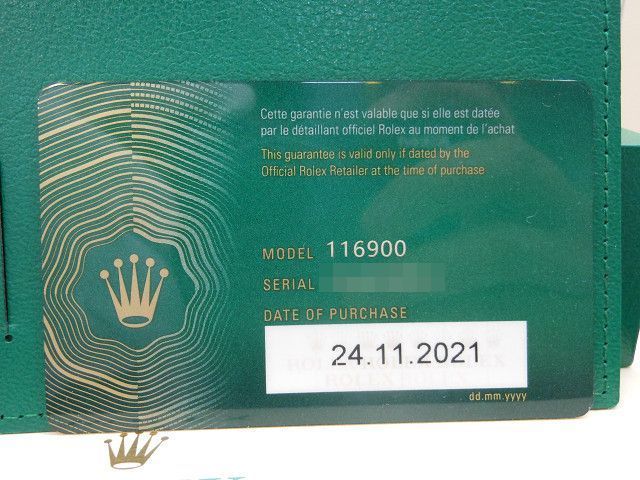 Cette garantie n'est valable que si elle est datée
par le détaillant officiel Rolex au moment de l'achat
This guarantee is valid only if dated by the
Official Rolex Retailer at the time of purchase
MODEL 116900
SERIAL
DATE OF PURCHASE
24.11.2021
ROLEX
dd.mm.yyyy